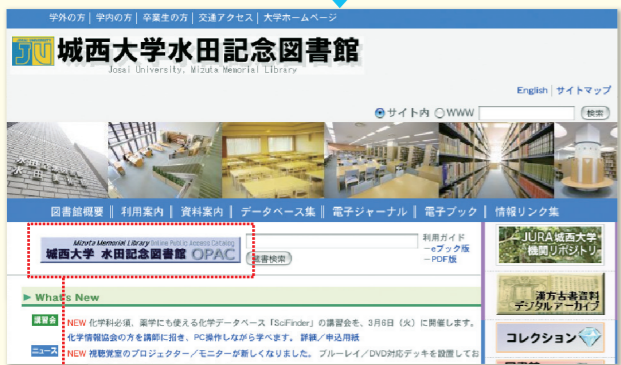 学外の方│学内の方│卒業生の方│交通アクセス│大学ホームページ
JU 城西大学水田記念図書館
Josai University, Mizuta Memorial Library
English│サイトマップ
サイト内 WWW 検索
図書館概要 ║ 利用案内 │ 資料案内 │ データベース集 ║ 電子ジャーナル │ 電子ブック │ 情報リンク集
Mizuta Memorial Library Online Public Access Catalog
城西大学 水田記念図書館 OPAC
蔵書検索
利用ガイド
－eブック版
－PDF版
JURA 城西大学
機関リポジトリ
漢方古書資料
デジタルアーカイブ
コレクション
What's New
講習会
NEW 化学科必須、薬学にも使える化学データベース「SciFinder」の講習会を、3月6日（火）に開催します。
化学情報協会の方を講師に招き、PC操作しながら学べます。 詳細／申込用紙
ニュース
NEW 視聴覚室のプロジェクター／モニターが新しくなりました。 ブルーレイ／DVD対応デッキを設置してお